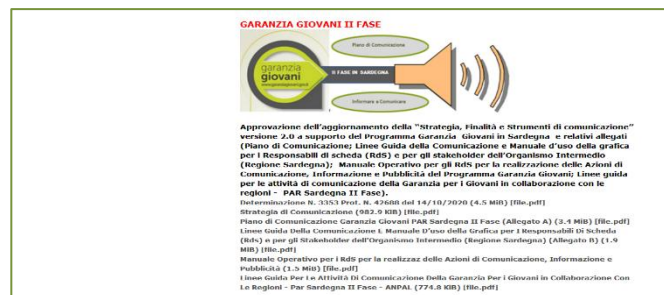 GARANZIA GIOVANI II FASE
Piano di Comunicazione
garanzia
giovani
www.garanziagiovani.gov.it
II FASE IN SARDEGNA
Informare e Comunicare
Approvazione dell'aggiornamento della "Strategia, Finalità e Strumenti di comunicazione"
versione 2.0 a supporto del Programma Garanzia Giovani in Sardegna e relativi allegati
(Piano di Comunicazione; Linee Guida della Comunicazione e Manuale d'uso della grafica
per i Responsabili di scheda (RdS) e per gli stakeholder dell'Organismo Intermedio
(Regione Sardegna); Manuale Operativo per gli RdS per la realizzazione delle Azioni di
Comunicazione, Informazione e Pubblicità del Programma Garanzia Giovani; Linee guida
per le attività di comunicazione della Garanzia per i Giovani in collaborazione con le
regioni - PAR Sardegna II Fase).
Determinazione N. 3353 Prot. N. 42688 del 14/10/2020 (4.5 MiB) [file.pdf]
Strategia di Comunicazione (982.9 KiB) [file.pdf]
Piano di Comunicazione Garanzia Giovani PAR Sardegna II Fase (Allegato A) (3.4 MiB) [file.pdf]
Linee Guida Della Comunicazione E Manuale D'uso della Grafica per I Responsabili Di Scheda
(Rds) e per gli Stakeholder dell'Organismo Intermedio (Regione Sardegna) (Allegato B) (1.9
MiB) [file.pdf]
Manuale Operativo per i RdS per la realizzaz delle Azioni di Comunicazione, Informazione e
Pubblicità (1.5 MiB) [file.pdf]
Linee Guida Per Le Attività Di Comunicazione Della Garanzia Per i Giovani in Collaborazione Con
Le Regioni - Par Sardegna II Fase - ANPAL (774.8 KiB) [file.pdf]